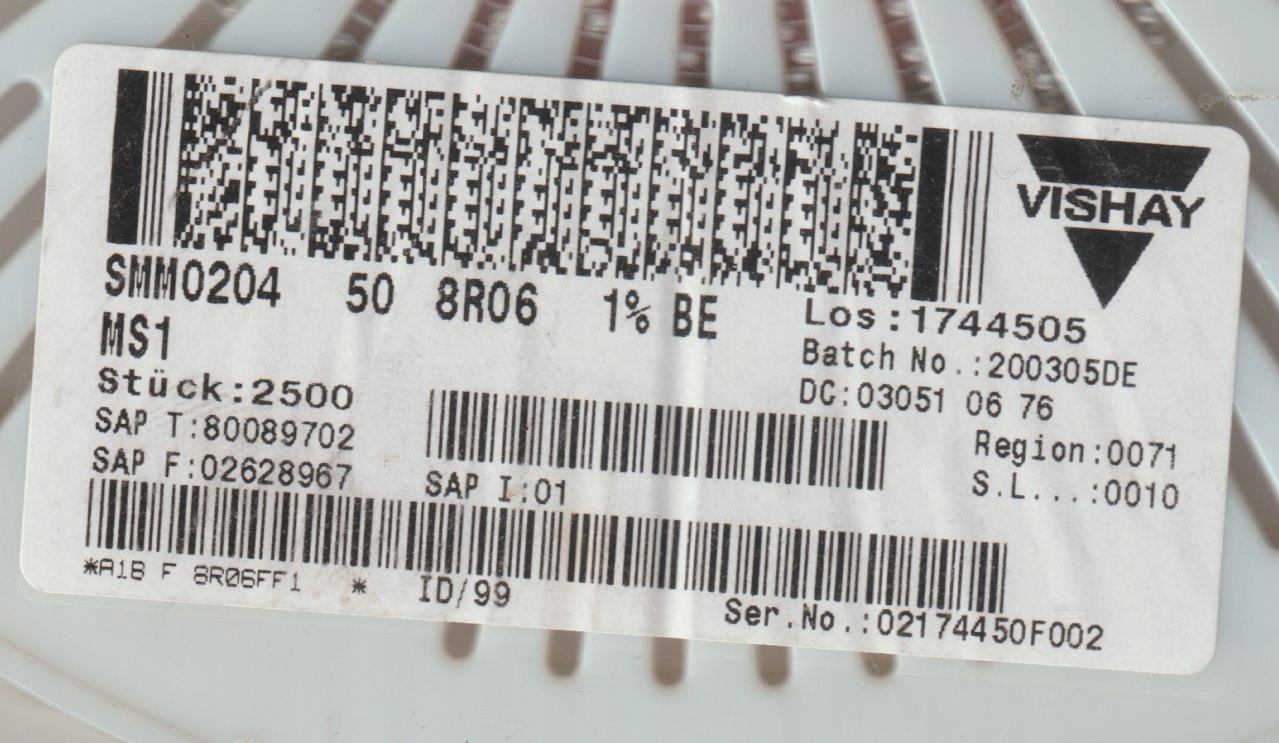 VISHAY
SMM0204 50 8R06 1% BE
MS1
Los:1744505
Batch No.:200305DE
DC:03051 06 76
Stück:2500
SAP T:80089702
SAP F:02628967
SAP I:01
Region:0071
S.L...:0010
*A1B F 8R06FF1 * ID/99
Ser.No.:02174450F002